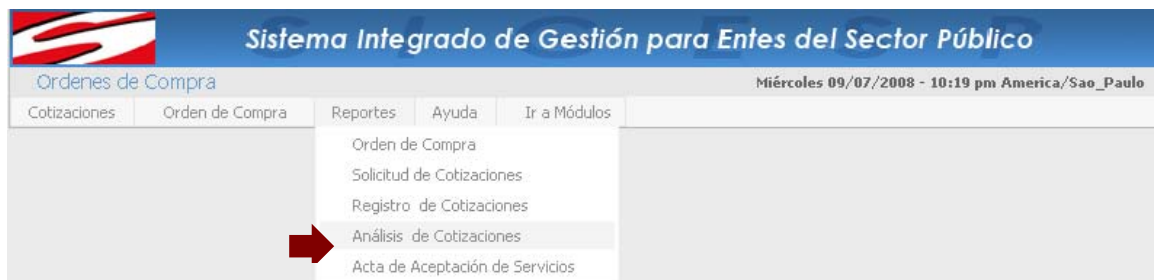 Sistema Integrado de Gestión para Entes del Sector Público
Ordenes de Compra Miércoles 09/07/2008 - 10:19 pm America/Sao_Paulo
Cotizaciones Orden de Compra Reportes Ayuda Ir a Módulos
Orden de Compra
Solicitud de Cotizaciones
Registro de Cotizaciones
Análisis de Cotizaciones
Acta de Aceptación de Servicios